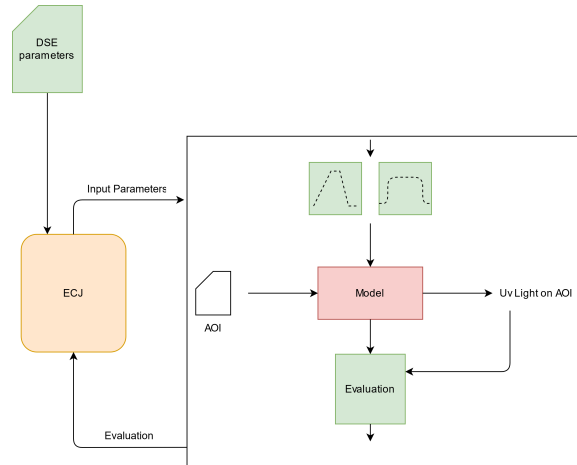 DSE
parameters
Input Parameters
ECJ
Model
Uv Light on AOI
AOI
Evaluation
Evaluation